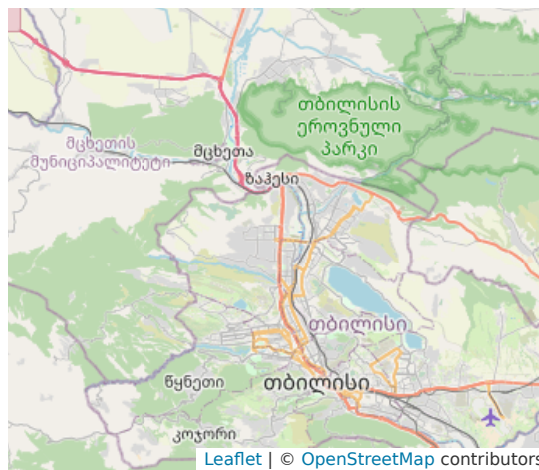 თბილისის
ეროვნული
პარკი
მცხეთის
მუნიციპალიტეტი
მცხეთა
ზაჰესი
თბილისი
წყნეთი
თბილისი
კოჯორი
Leaflet | © OpenStreetMap contributors